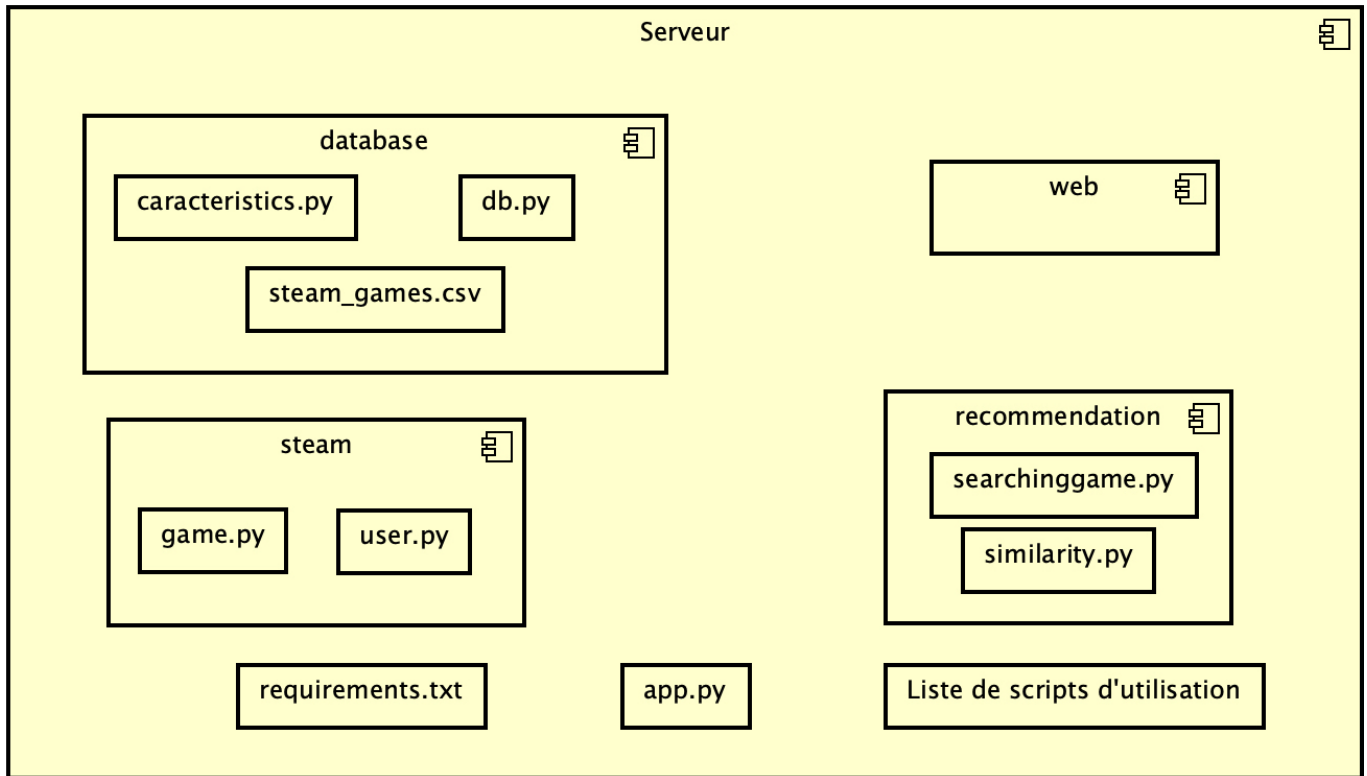 Serveur
database
caracteristics.py
db.py
steam_games.csv
web
steam
game.py
user.py
recommendation
searchinggame.py
similarity.py
requirements.txt
app.py
Liste de scripts d'utilisation